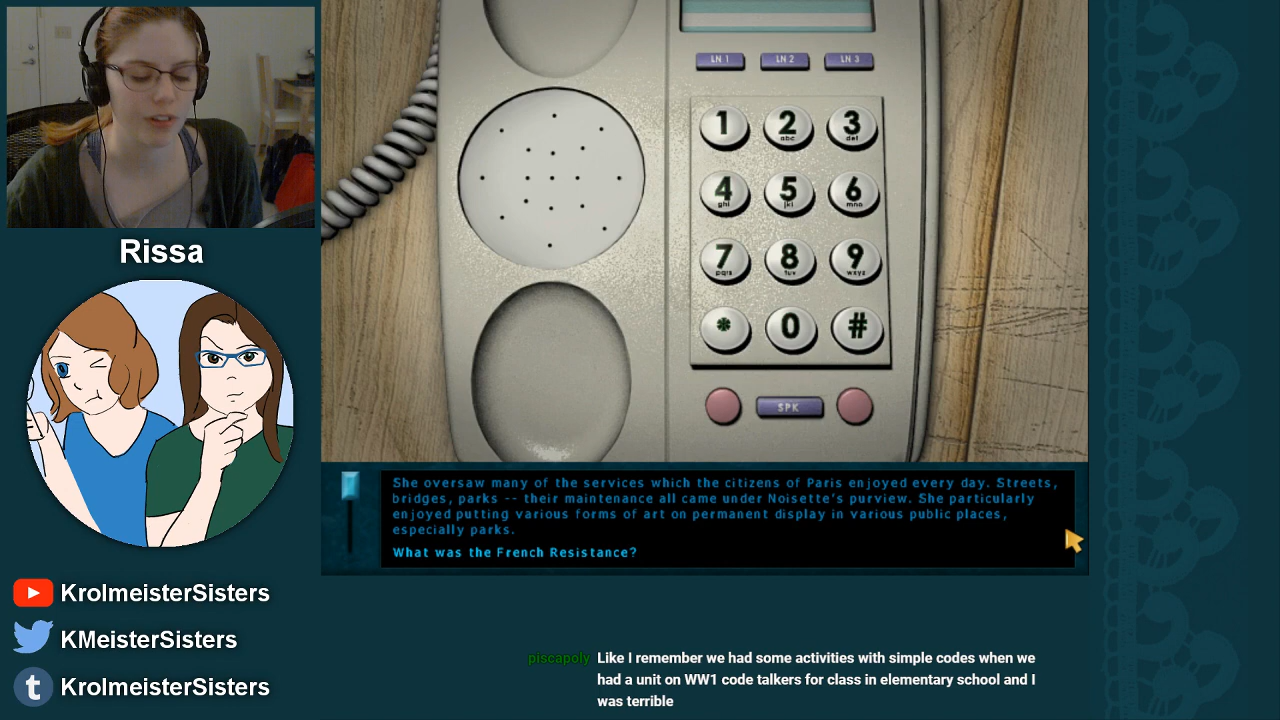 Rissa
KrolmeisterSisters
KMeisterSisters
KrolmeisterSisters
LN 1 LN 2 LN 3
1 2 3
abc def
4 5 6
ghi jkl mno
7 8 9
pqrs tuv wxyz
* 0 #
SPK
She oversaw many of the services which the citizens of Paris enjoyed every day. Streets,
bridges, parks -- their maintenance all came under Noisette's purview. She particularly
enjoyed putting various forms of art on permanent display in various public places,
especially parks.
What was the French Resistance?
piscapoly Like I remember we had some activities with simple codes when we
had a unit on WW1 code talkers for class in elementary school and I
was terrible